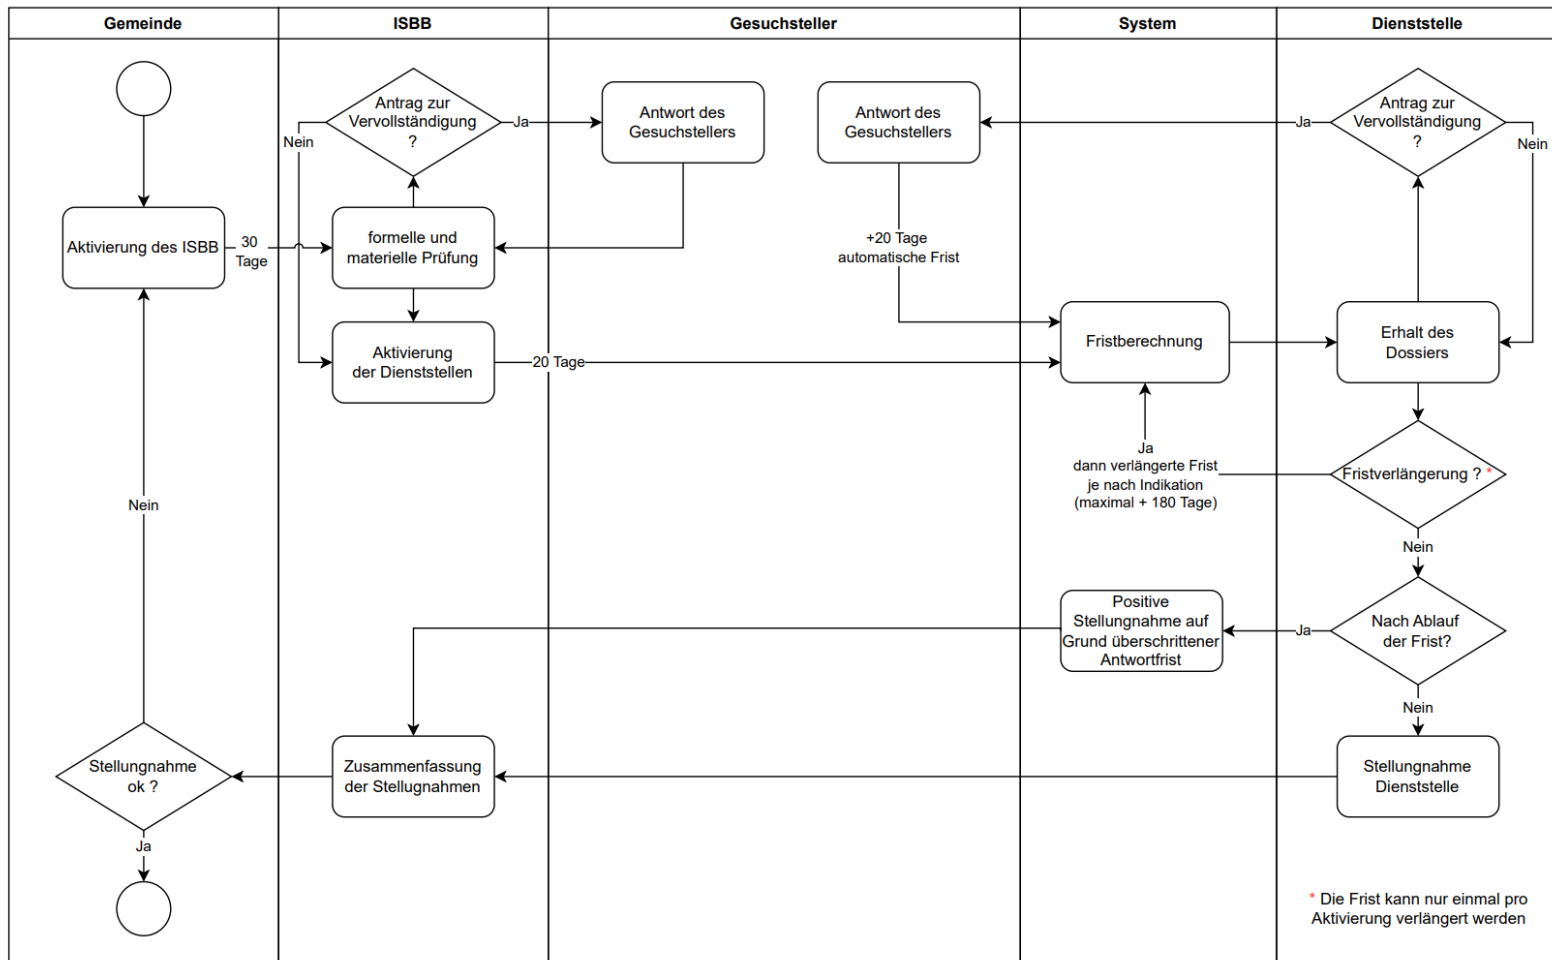 Gemeinde
ISBB
Gesuchsteller
System
Dienststelle
Antrag zur
Vervollständigung
?
Ja
Nein
Antwort des
Gesuchstellers
Antwort des
Gesuchstellers
Ja
Antrag zur
Vervollständigung
?
Nein
Aktivierung des ISBB
30
Tage
formelle und
materielle Prüfung
+20 Tage
automatische Frist
Aktivierung
der Dienststellen
20 Tage
Fristberechnung
Erhalt des
Dossiers
Ja
dann verlängerte Frist
je nach Indikation
(maximal + 180 Tage)
Fristverlängerung ? *
Nein
Nein
Positive
Stellungnahme auf
Grund überschrittener
Antwortfrist
Ja
Nach Ablauf
der Frist?
Nein
Stellungnahme
ok ?
Zusammenfassung
der Stellugnahmen
Stellungnahme
Dienststelle
Ja
* Die Frist kann nur einmal pro
Aktivierung verlängert werden